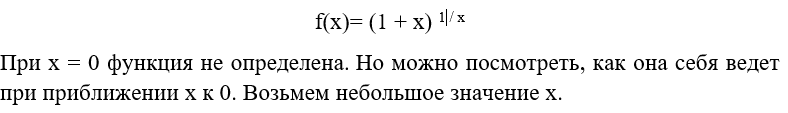 f(x)= (1 + x) 1/ x
При x = 0 функция не определена. Но можно посмотреть, как она себя ведет
при приближении x к 0. Возьмем небольшое значение x.